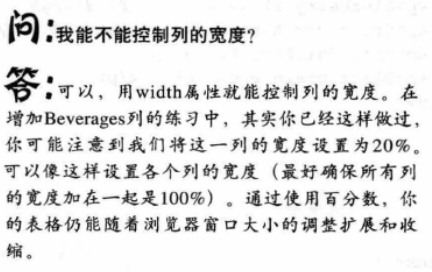 问:我能不能控制列的宽度?
答:可以，用width属性就能控制列的宽度。在
增加Beverages列的练习中，其实你已经这样做过，
你可能注意到我们将这一列的宽度设置为20%。
可以像这样设置各个列的宽度（最好确保所有列
的宽度加在一起是100%）。通过使用百分数，你
的表格仍能随着浏览器窗口大小的调整扩展和收
缩。